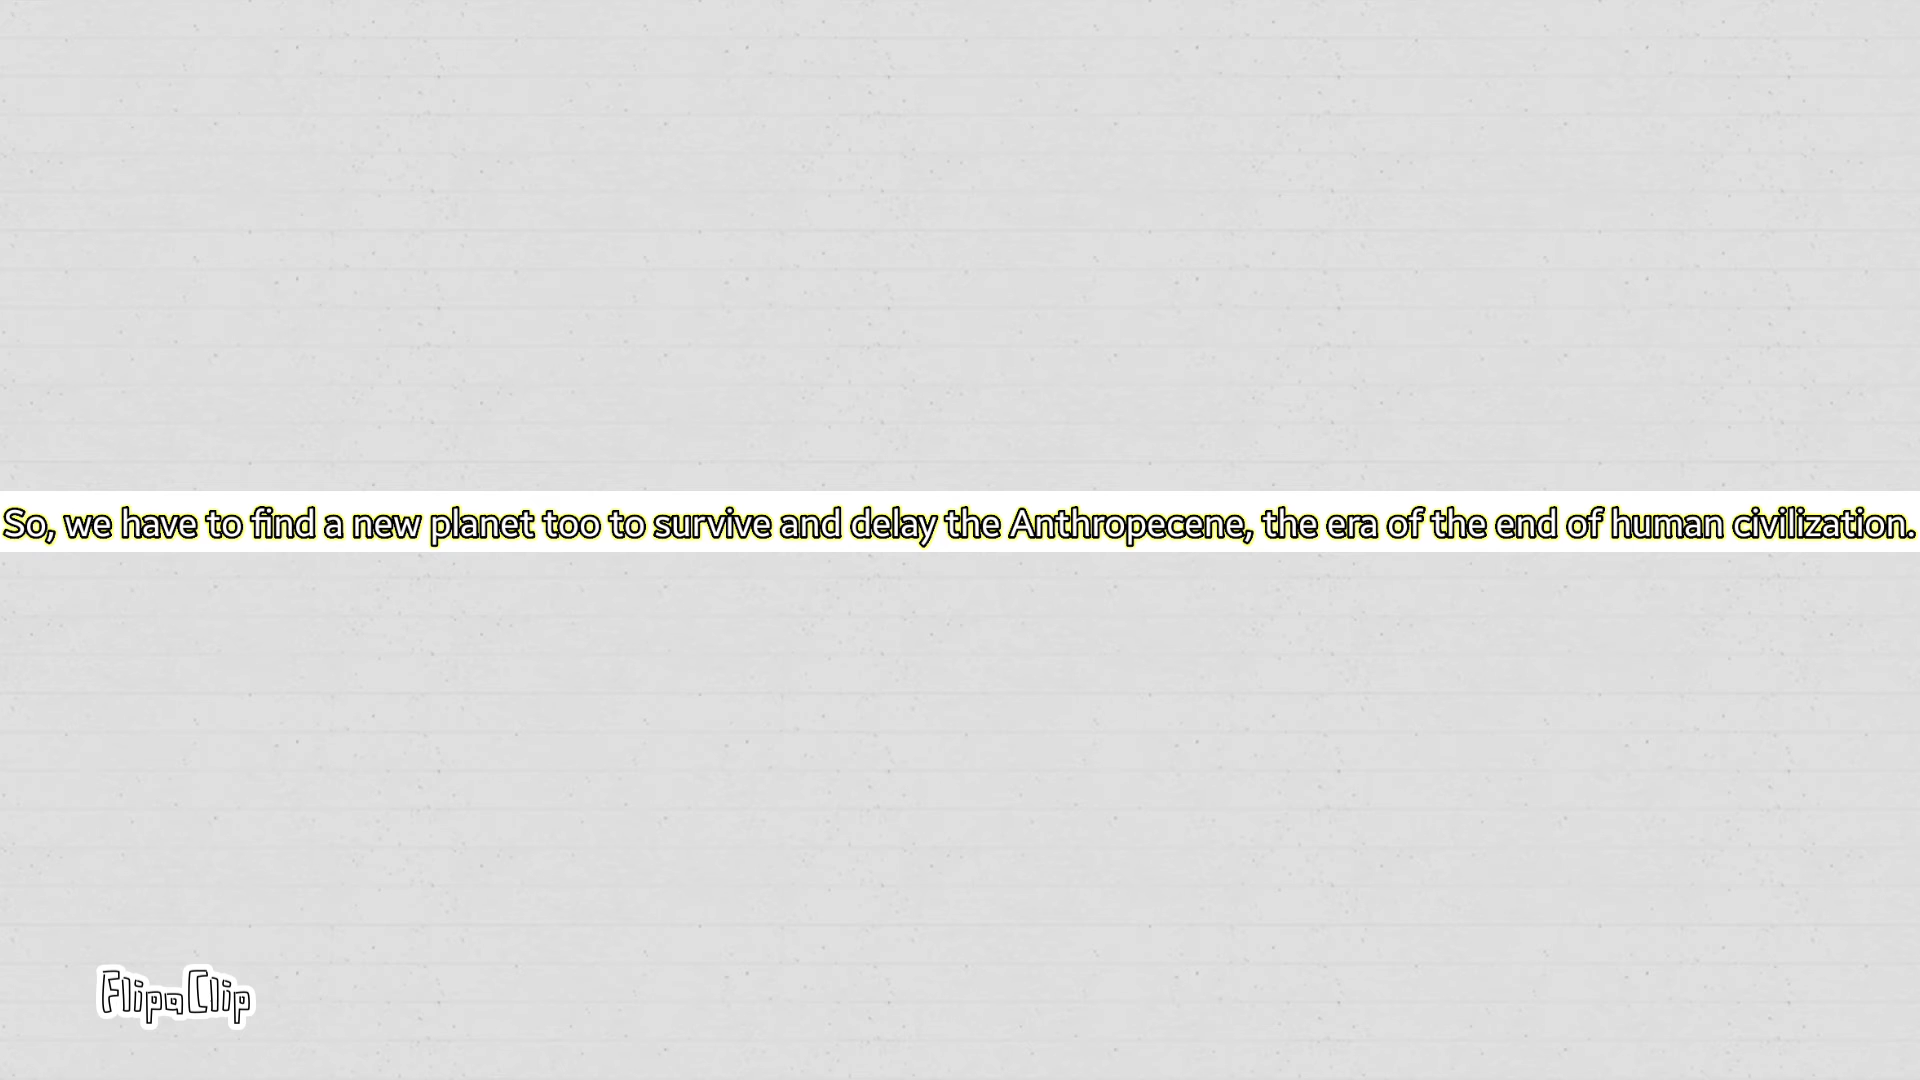 So, we have to find a new planet too to survive and delay the Anthropecene, the era of the end of human civilization.
FlipaClip